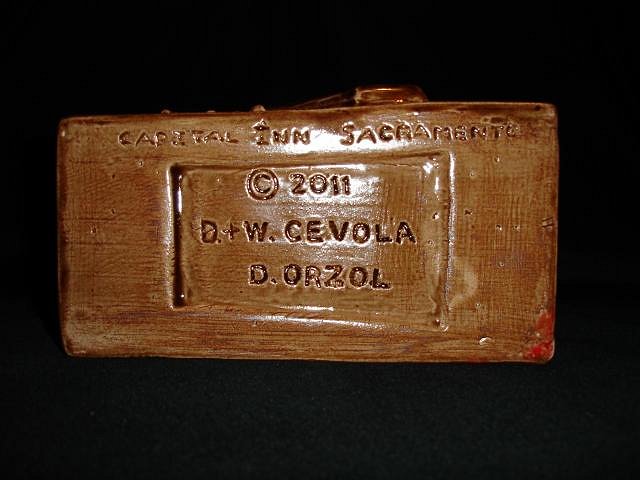 CAPITAL INN SACRAMENTO
© 2011
D.+W. CEVOLA
D. ORZOL